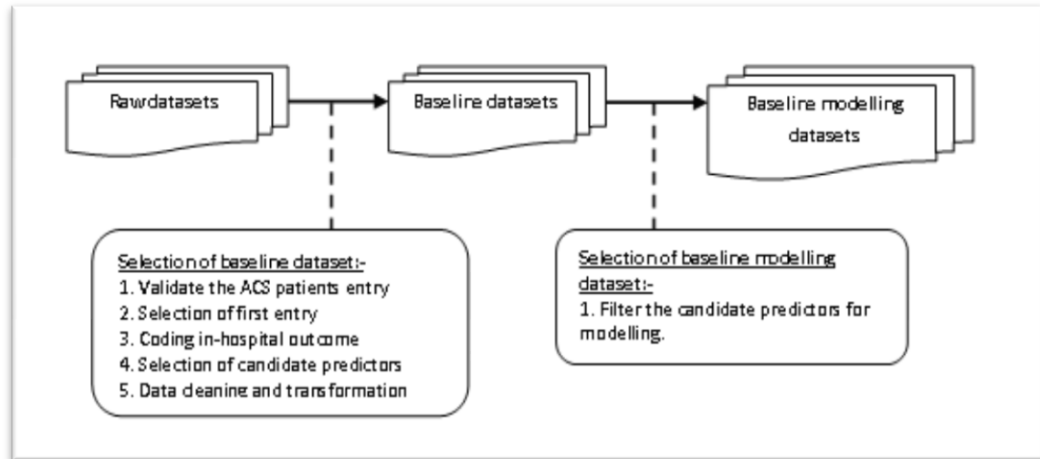 Raw datasets
Baseline datasets
Baseline modelling
datasets
Selection of baseline dataset:-
1. Validate the ACS patients entry
2. Selection of first entry
3. Coding in-hospital outcome
4. Selection of candidate predictors
5. Data cleaning and transformation
Selection of baseline modelling
dataset:-
1. Filter the candidate predictors for
modelling.